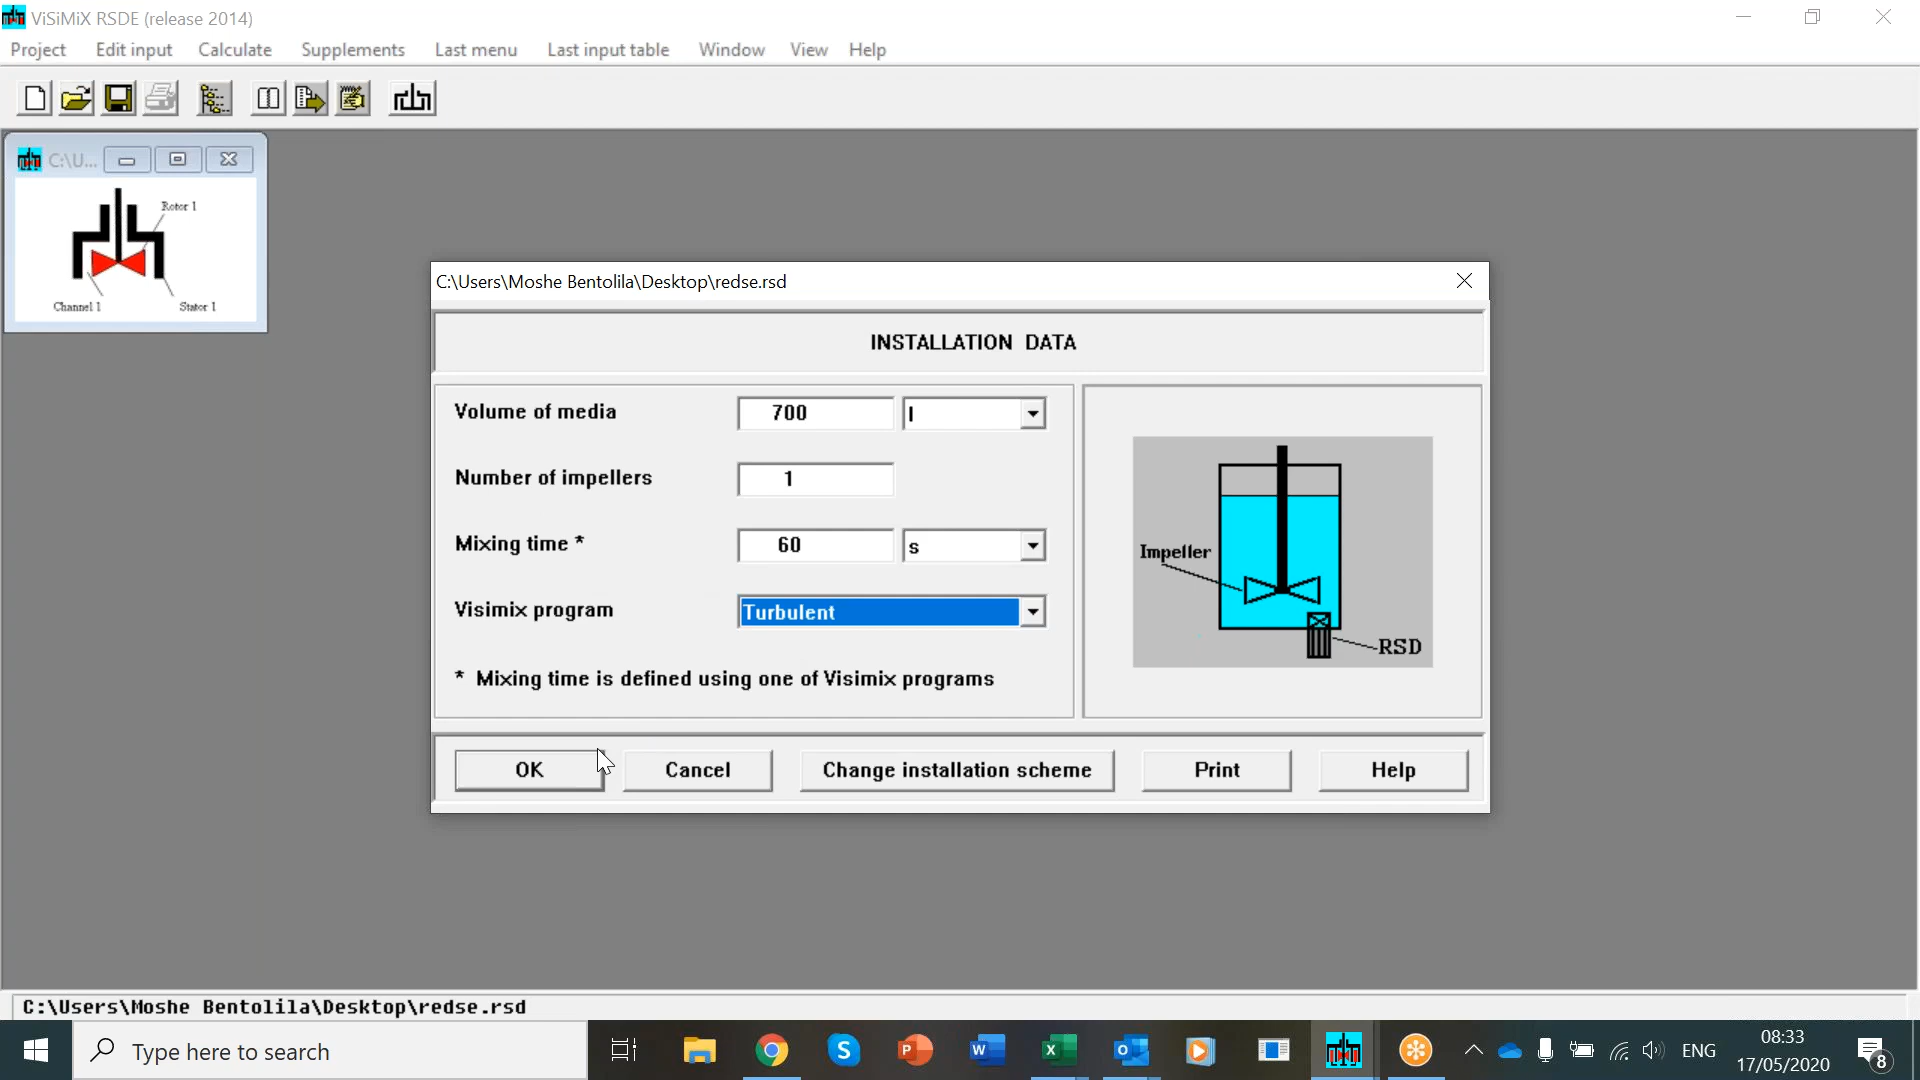 ViSiMiX RSDE (release 2014)
Project Edit input Calculate Supplements Last menu Last input table Window View Help
C:\U...
Rotor 1
Channel 1 Stator 1
C:\Users\Moshe Bentolila\Desktop\redse.rsd
INSTALLATION DATA
Volume of media 700 l
Number of impellers 1
Mixing time * 60 s
Visimix program Turbulent
* Mixing time is defined using one of Visimix programs
Impeller
RSD
OK Cancel Change installation scheme Print Help
C:\Users\Moshe Bentolila\Desktop\redse.rsd
Type here to search
ENG
08:33
17/05/2020
8